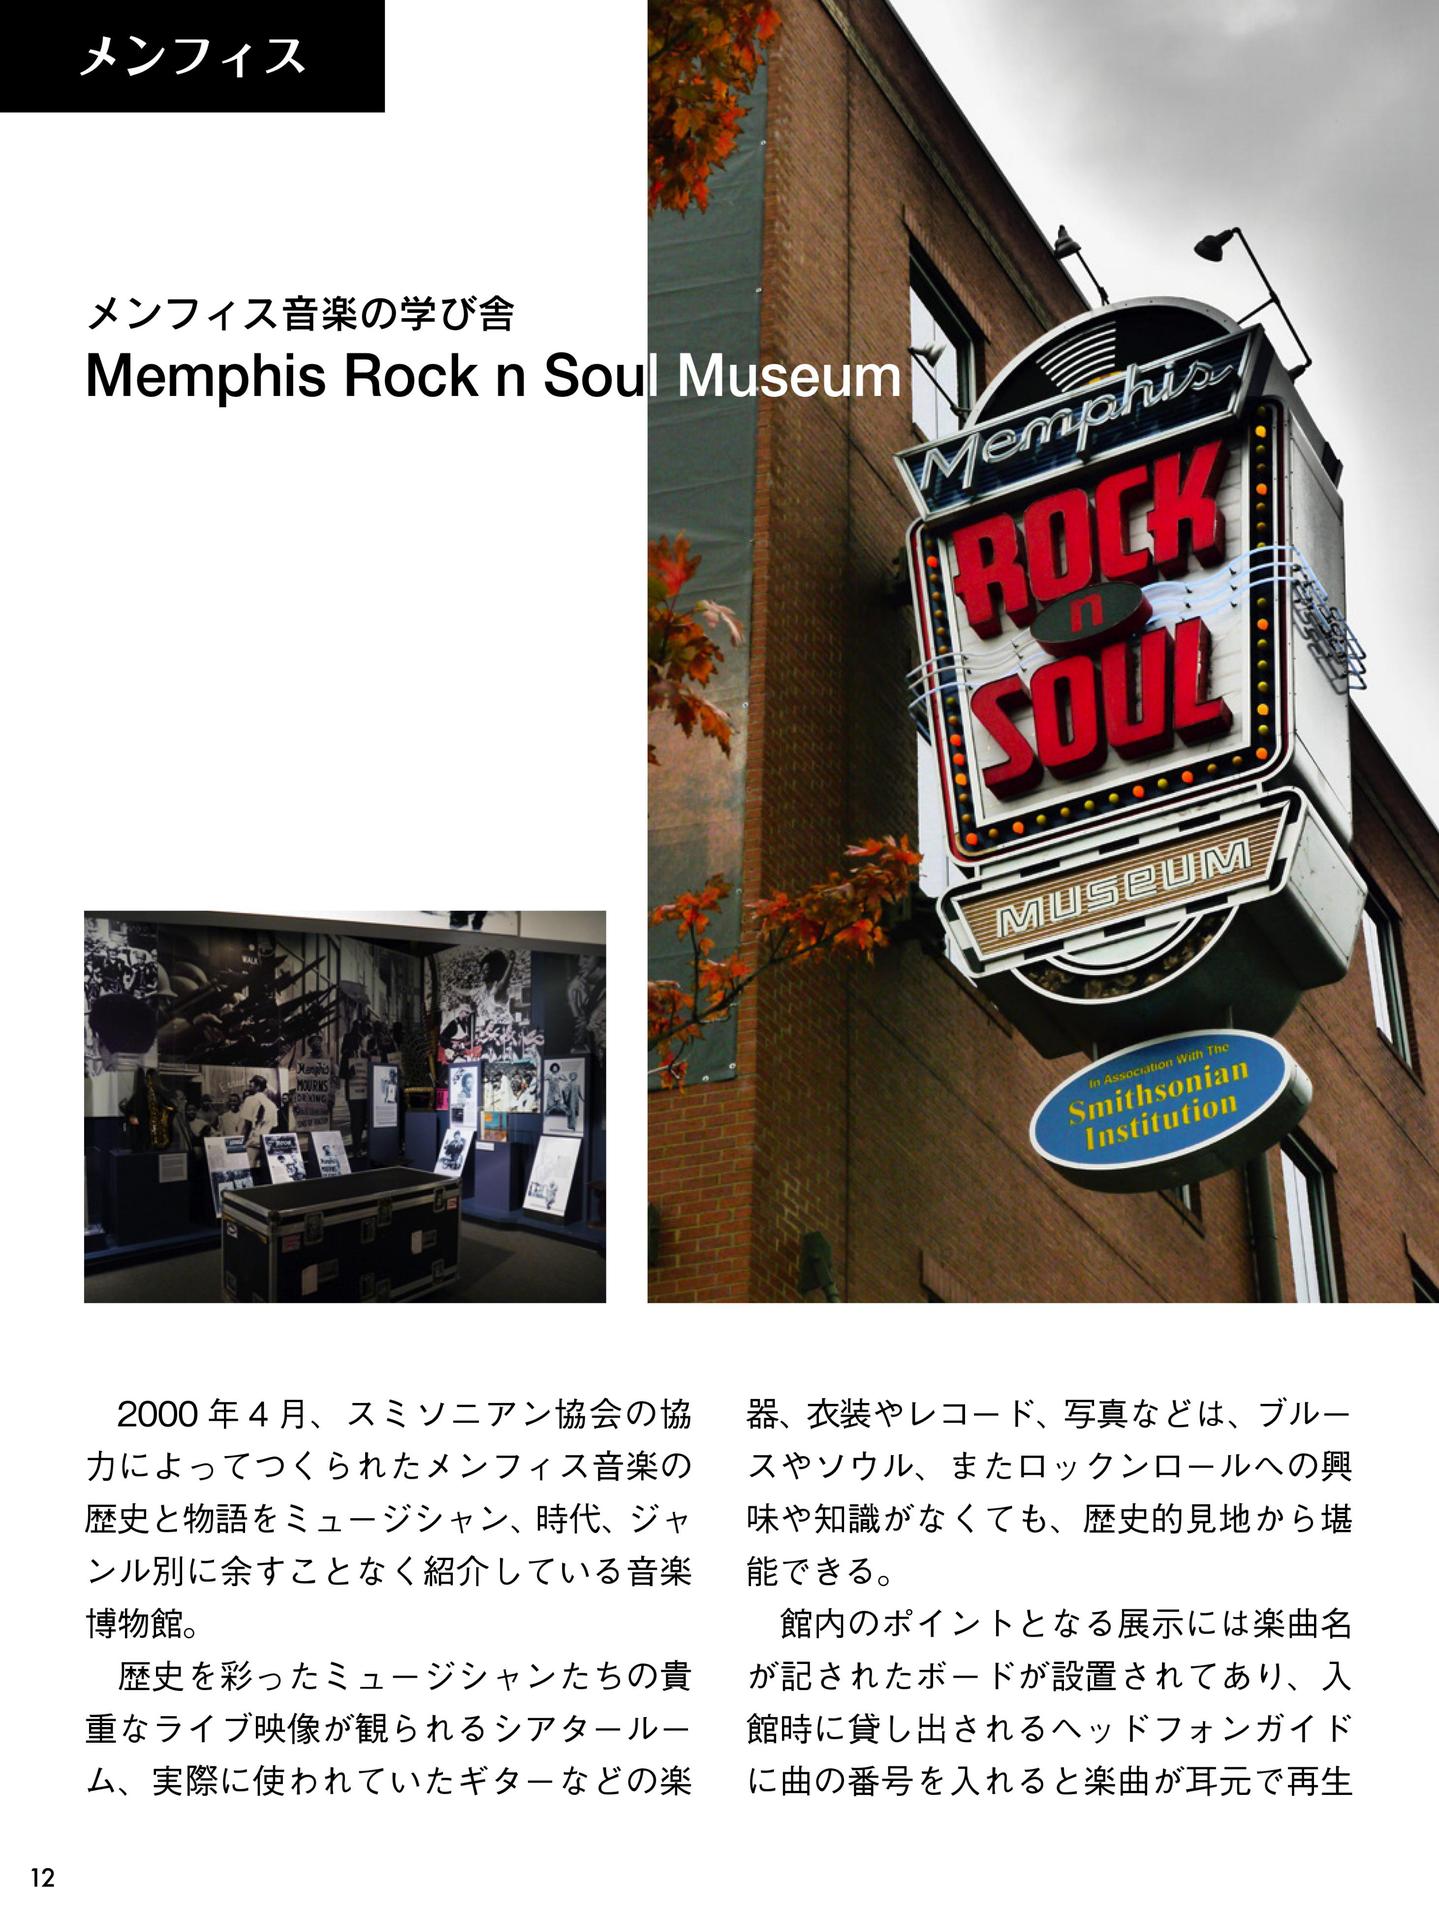 メンフィス
メンフィス音楽の学び舎
Memphis Rock n Soul Museum
Memphis
ROCK
n
SOUL
MUSEUM
In Association With The
Smithsonian
Institution
WALK
Memphis
MOURNS
DR. KING
　2000 年 4 月、スミソニアン協会の協
力によってつくられたメンフィス音楽の
歴史と物語をミュージシャン、時代、ジャ
ンル別に余すことなく紹介している音楽
博物館。
　歴史を彩ったミュージシャンたちの貴
重なライブ映像が観られるシアタールー
ム、実際に使われていたギターなどの楽
器、衣装やレコード、写真などは、ブルー
スやソウル、またロックンロールへの興
味や知識がなくても、歴史的見地から堪
能できる。
　館内のポイントとなる展示には楽曲名
が記されたボードが設置されてあり、入
館時に貸し出されるヘッドフォンガイド
に曲の番号を入れると楽曲が耳元で再生
12